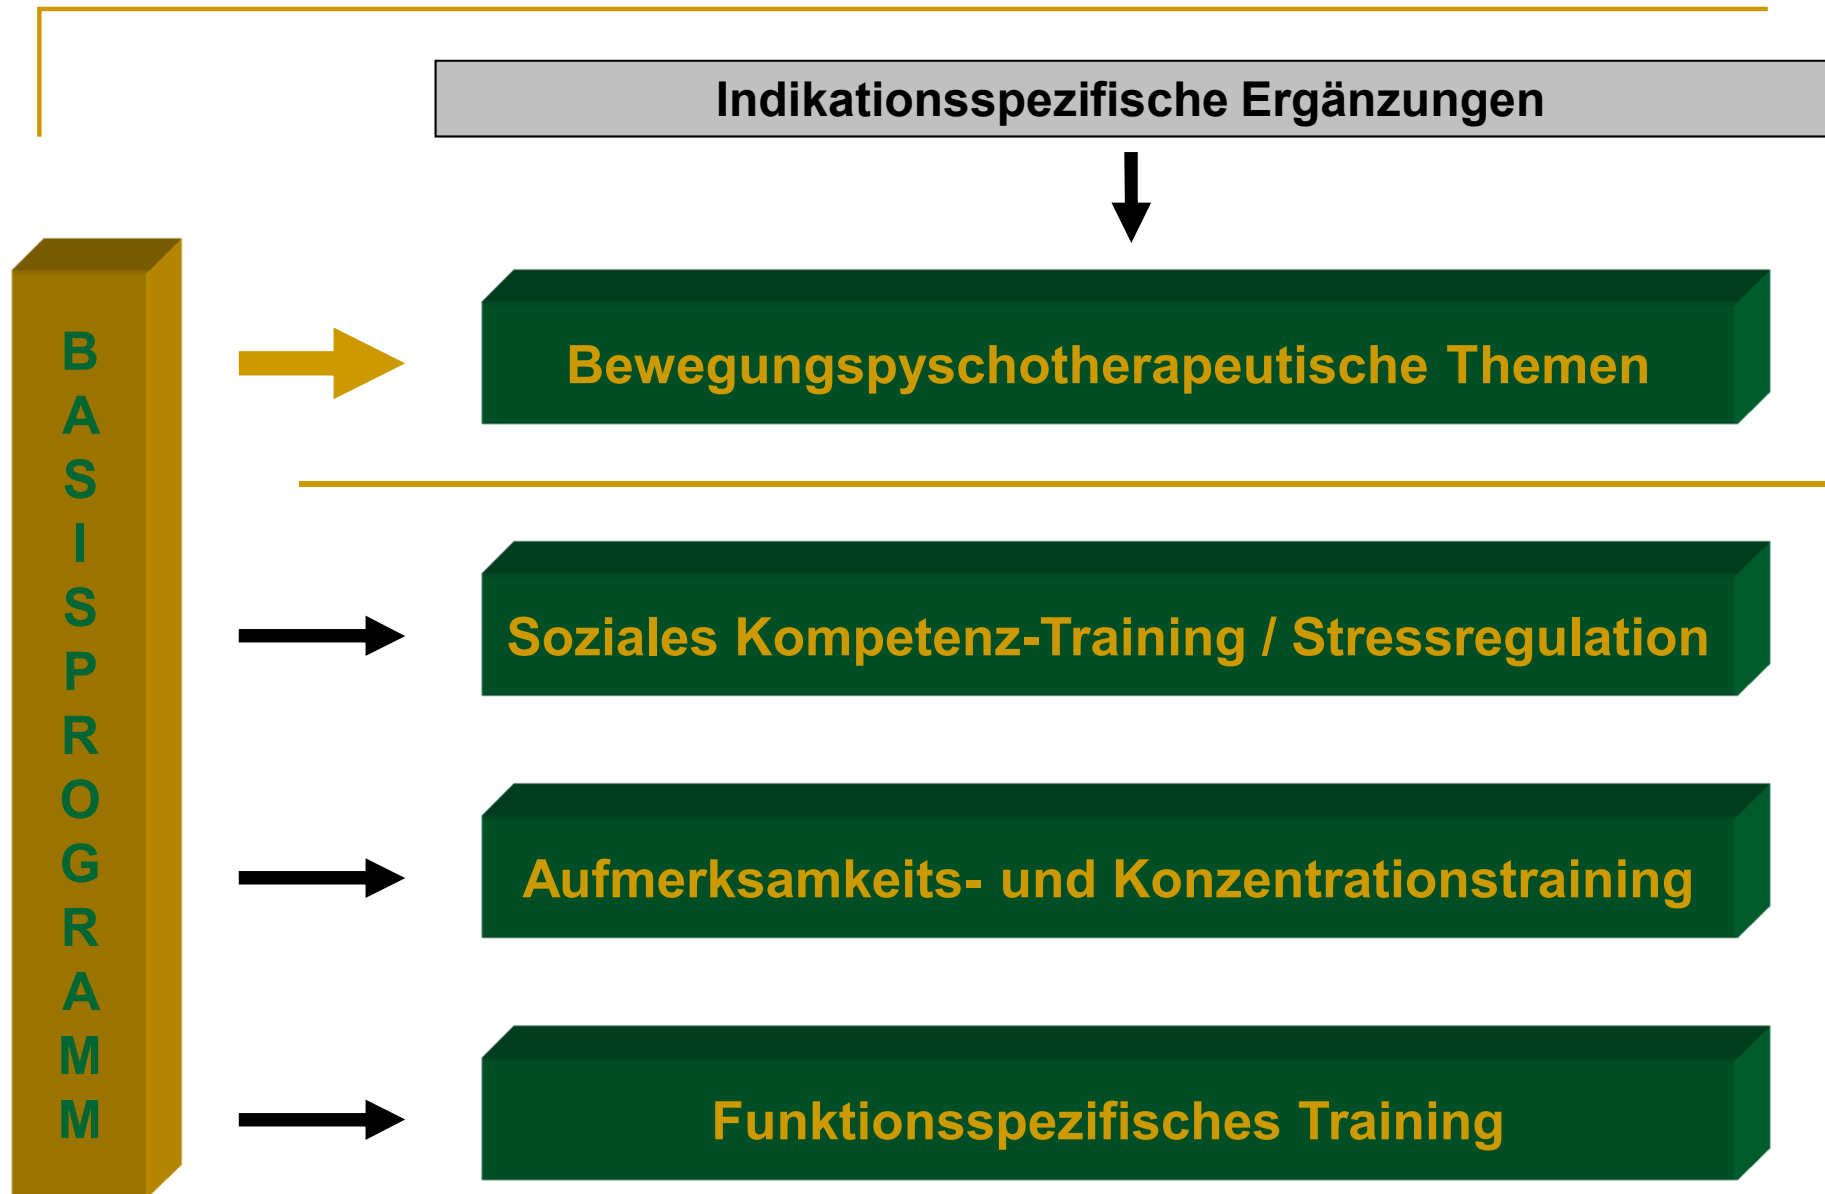 Indikationsspezifische Ergänzungen
BASISPROGRAMM
Bewegungspyschotherapeutische Themen
Soziales Kompetenz-Training / Stressregulation
Aufmerksamkeits- und Konzentrationstraining
Funktionsspezifisches Training